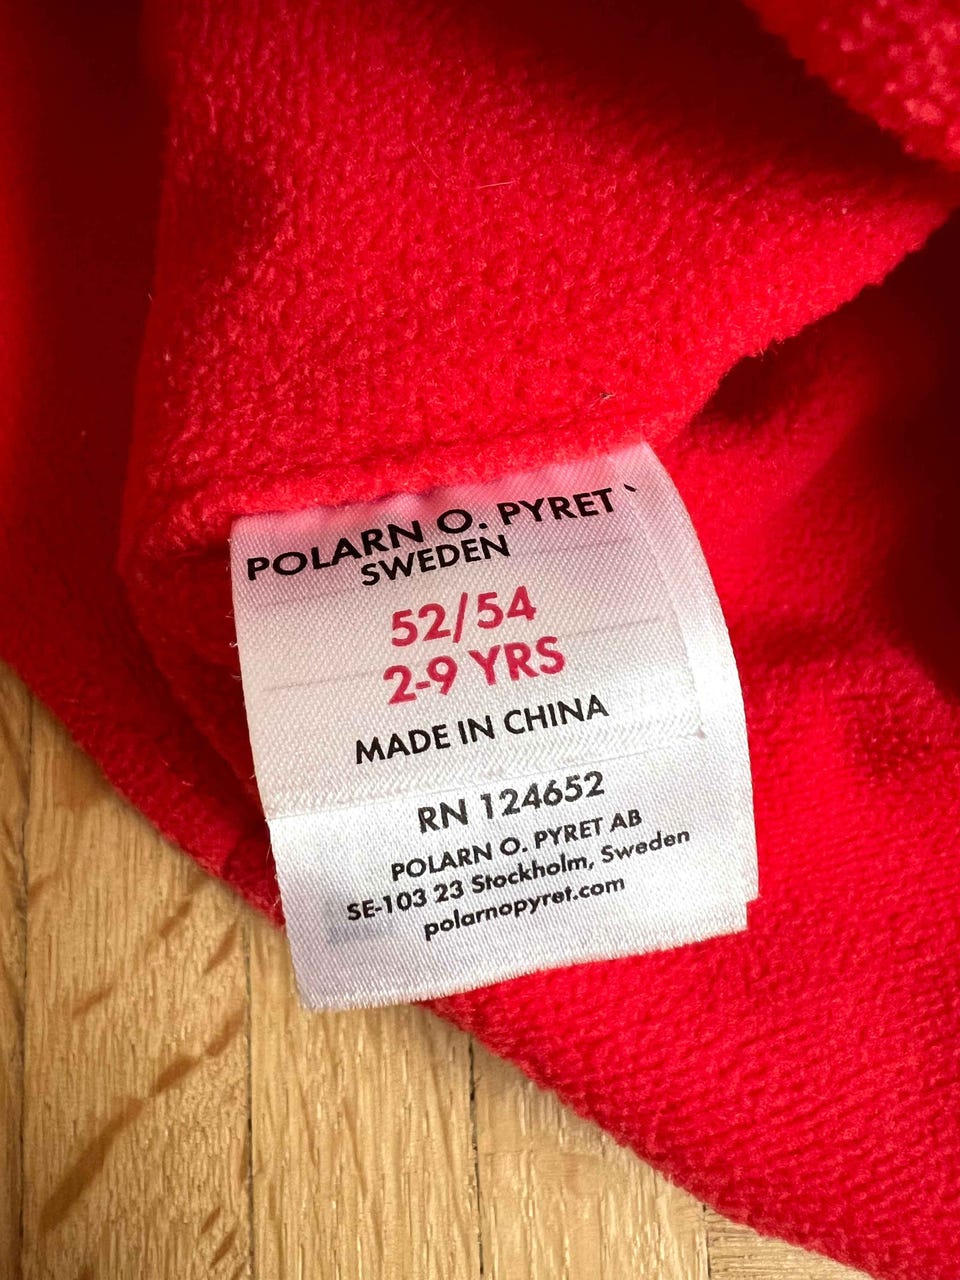 POLARN O. PYRET
SWEDEN
52/54
2-9 YRS
MADE IN CHINA
RN 124652
POLARN O. PYRET AB
SE-103 23 Stockholm, Sweden
polarnopyret.com